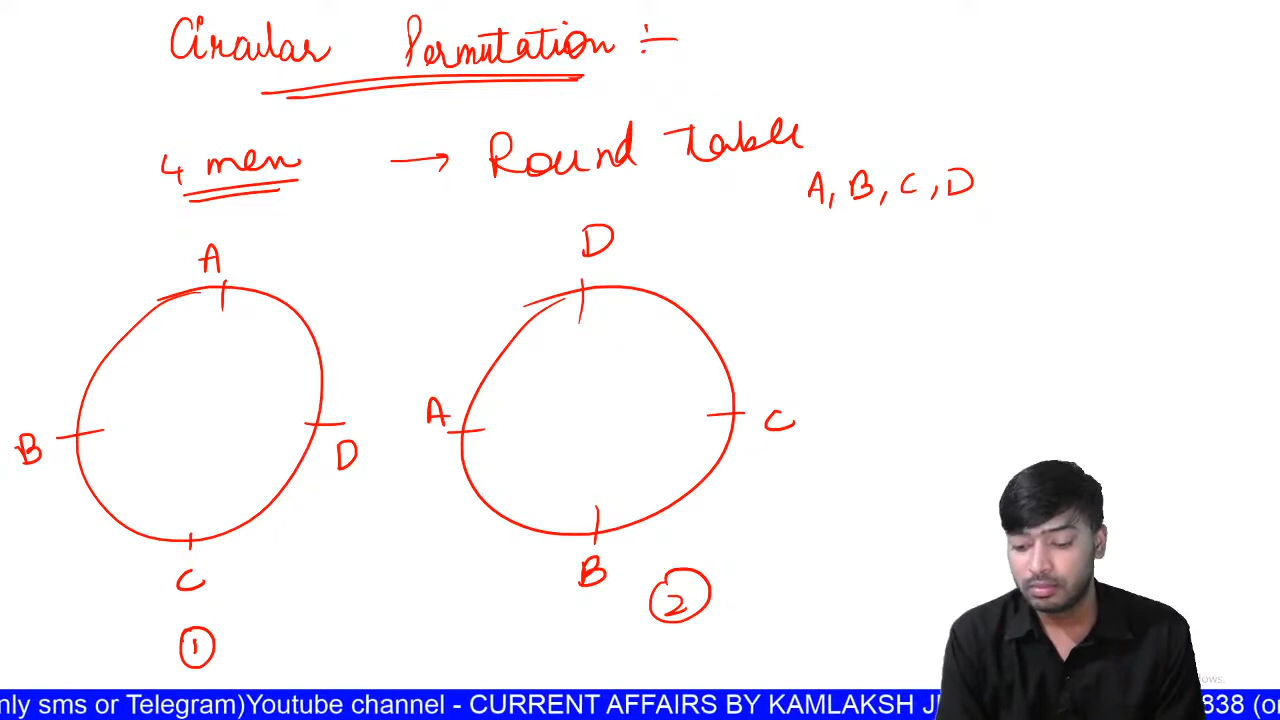 Circular Permutation :-
4 men → Round Table
A, B, C, D
A
B
D
C
1
D
A
C
B
2
nly sms or Telegram)Youtube channel - CURRENT AFFAIRS BY KAMLAKSH J 838 (o